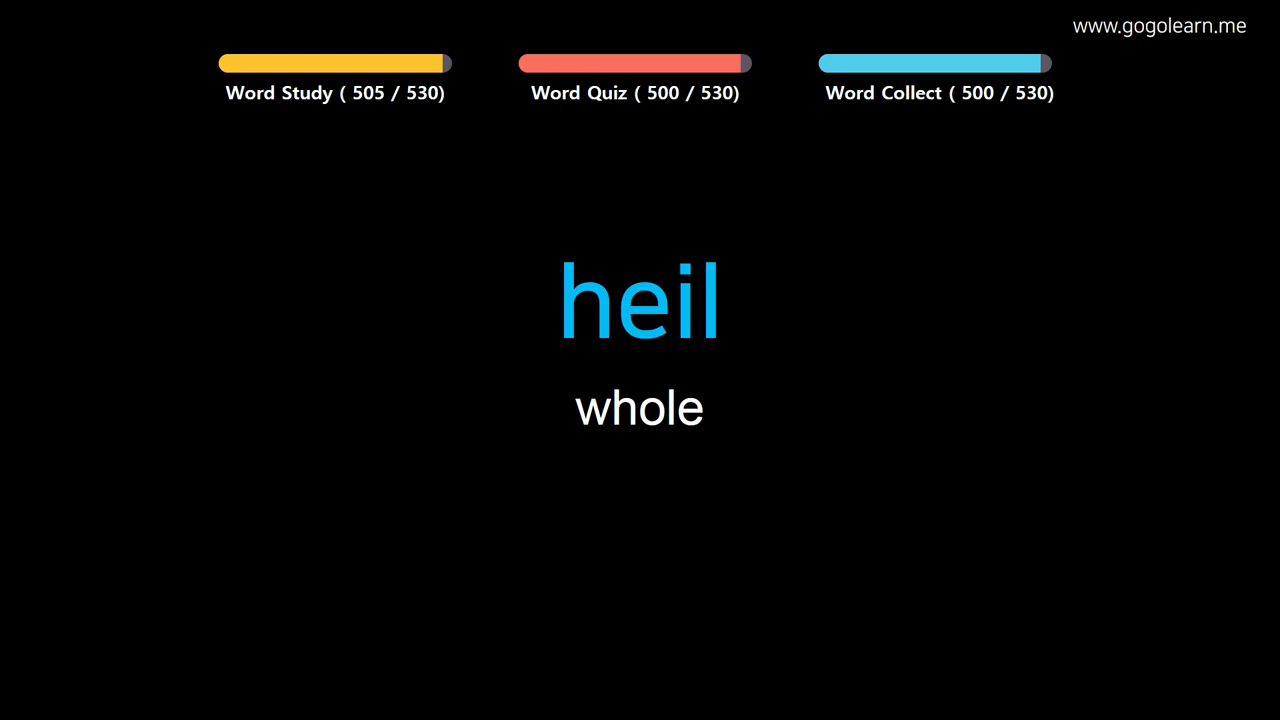 www.gogolearn.me
Word Study ( 505 / 530)
Word Quiz ( 500 / 530)
Word Collect ( 500 / 530)
heil
whole